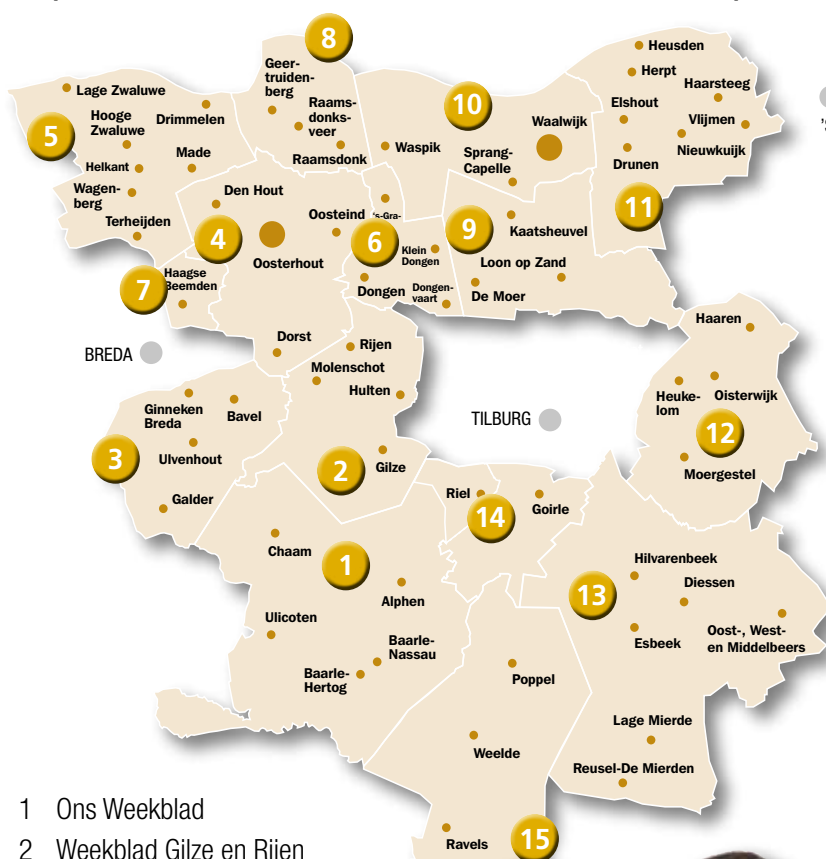 8
Geer-
truiden-
berg
Heusden
Herpt
Haarsteeg
Lage Zwaluwe
Raams-
donks-
veer
10
Elshout
Hooge
Zwaluwe
Drimmelen
Waalwijk
Vlijmen
5
Made
Raamsdonk
Waspik
Sprang-
Capelle
Nieuwkuijk
Helkant
Drunen
Wagen-
berg
Den Hout
11
Terheijden
4
Oosteind
's-Gra-
9
Kaatsheuvel
6
Klein
Dongen
Oosterhout
Loon op Zand
7
Haagse
Beemden
Dongen
Dongen-
vaart
De Moer
Haaren
Dorst
Rijen
BREDA
Molenschot
Hulten
Heuke-
lom
Oisterwijk
Ginneken
Breda
Bavel
TILBURG
12
3
Ulvenhout
2
Gilze
Moergestel
Galder
Riel
14
Goirle
Chaam
1
Hilvarenbeek
13
Diessen
Alphen
Ulicoten
Baarle-
Nassau
Esbeek
Oost-, West-
en Middelbeers
Baarle-
Hertog
Poppel
Lage Mierde
Weelde
Reusel-De Mierden
Ravels
15
1 Ons Weekblad
2 Weekblad Gilze en Rijen